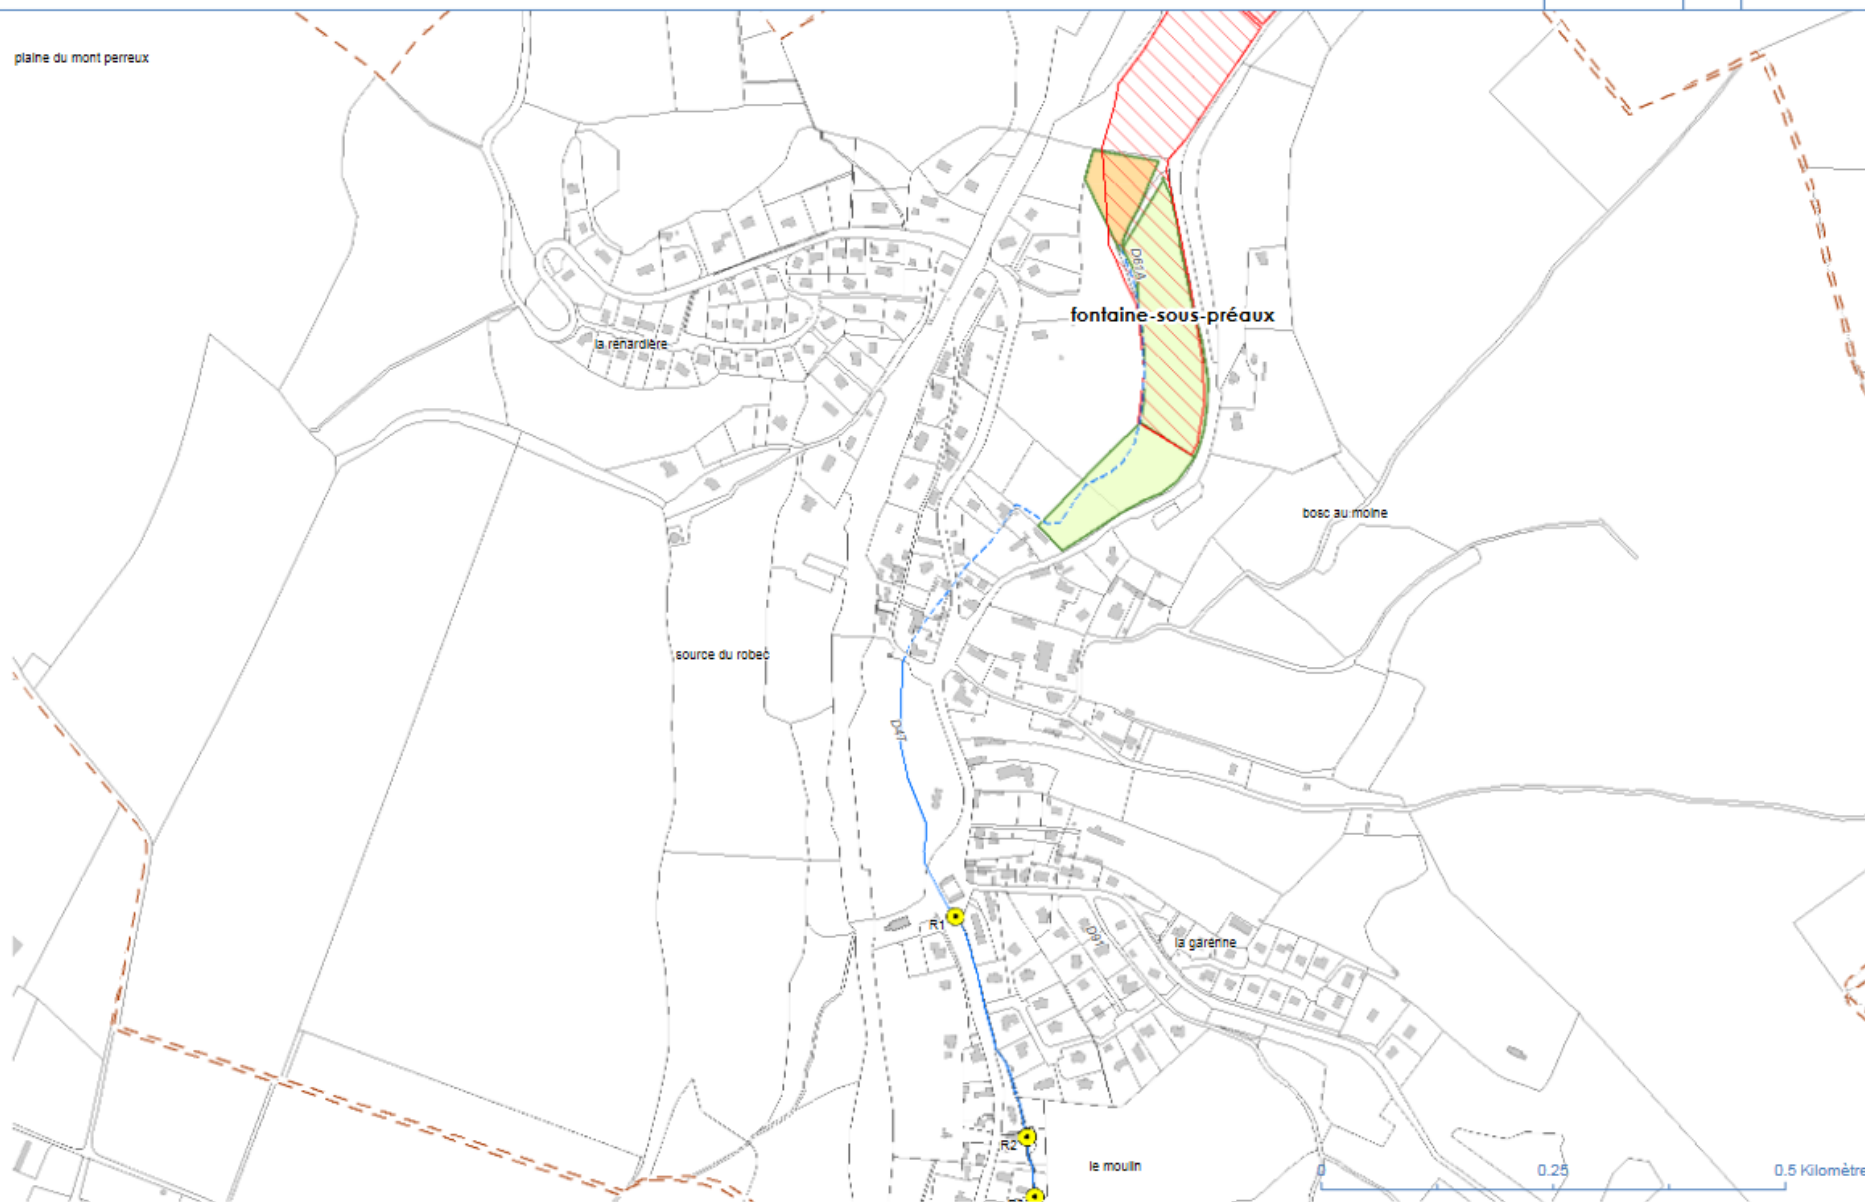 plaine du mont perreux
D61A
fontaine-sous-préaux
la renardière
bosc au moine
source du robec
D47
R1
D91
la garenne
R2
le moulin
0 0.25 0.5 Kilomètre